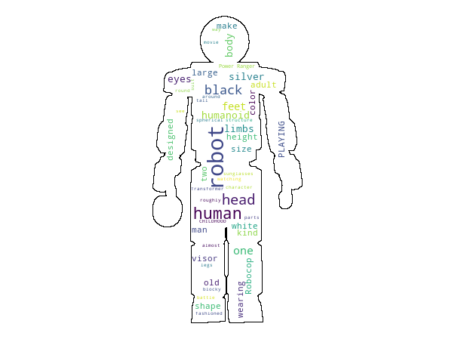 make
body
movie
Power Ranger
large
eyes
silver
adult
black
around
tall
color
feet
humanoid
spherical structure
limbs
height
designed
robot
PLAYING
size
two
sunglasses
nothing
transformer
character
roughly
head
human
parts
childhood
man
white
kind
almost
one
visor
legs
Robocop
old
blocky
wearing
shape
fashioned